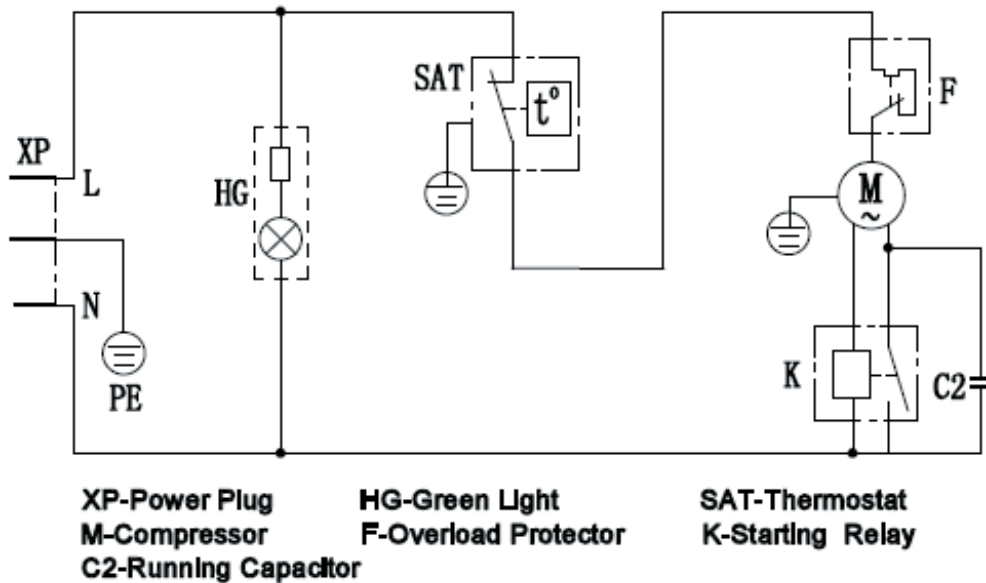 SAT
t°
F
XP
L
HG
M
~
N
PE
K
C2
XP-Power Plug HG-Green Light SAT-Thermostat
M-Compressor F-Overload Protector K-Starting Relay
C2-Running Capacitor